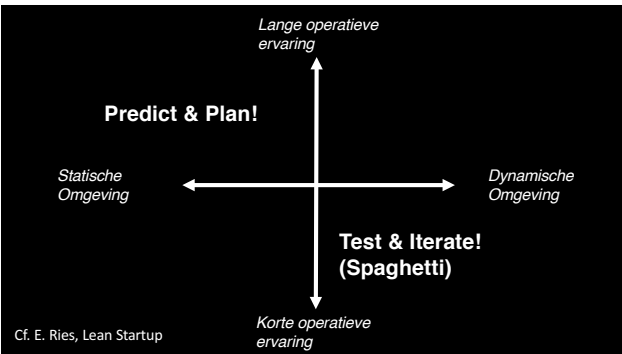 Lange operatieve
ervaring
Predict & Plan!
Statische
Omgeving
Dynamische
Omgeving
Test & Iterate!
(Spaghetti)
Korte operatieve
ervaring
Cf. E. Ries, Lean Startup